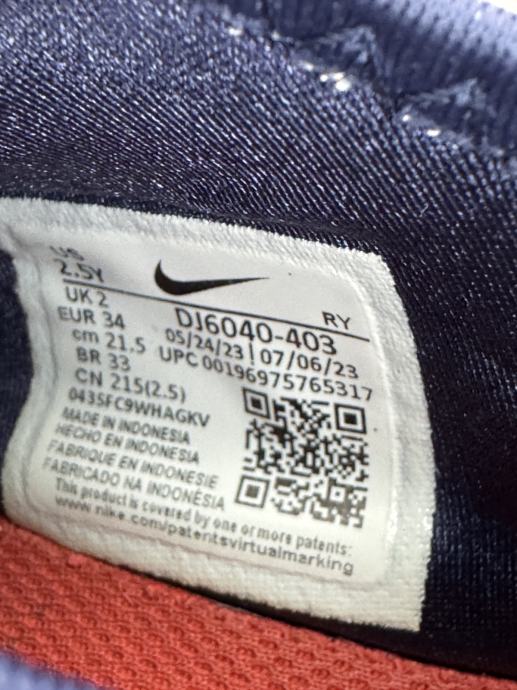 US
2.5Y
UK 2
EUR 34
cm 21.5
BR 33
CN 215(2.5)
RY
DJ6040-403
05/24/23 | 07/06/23
UPC 00196975765317
0435FC9WHAGKV
MADE IN INDONESIA
HECHO EN INDONESIA
FABRIQUE EN INDONESIE
FABRICADO NA INDONÉSIA
This product is covered by one or more patents:
www.nike.com/patentsvirtualmarking